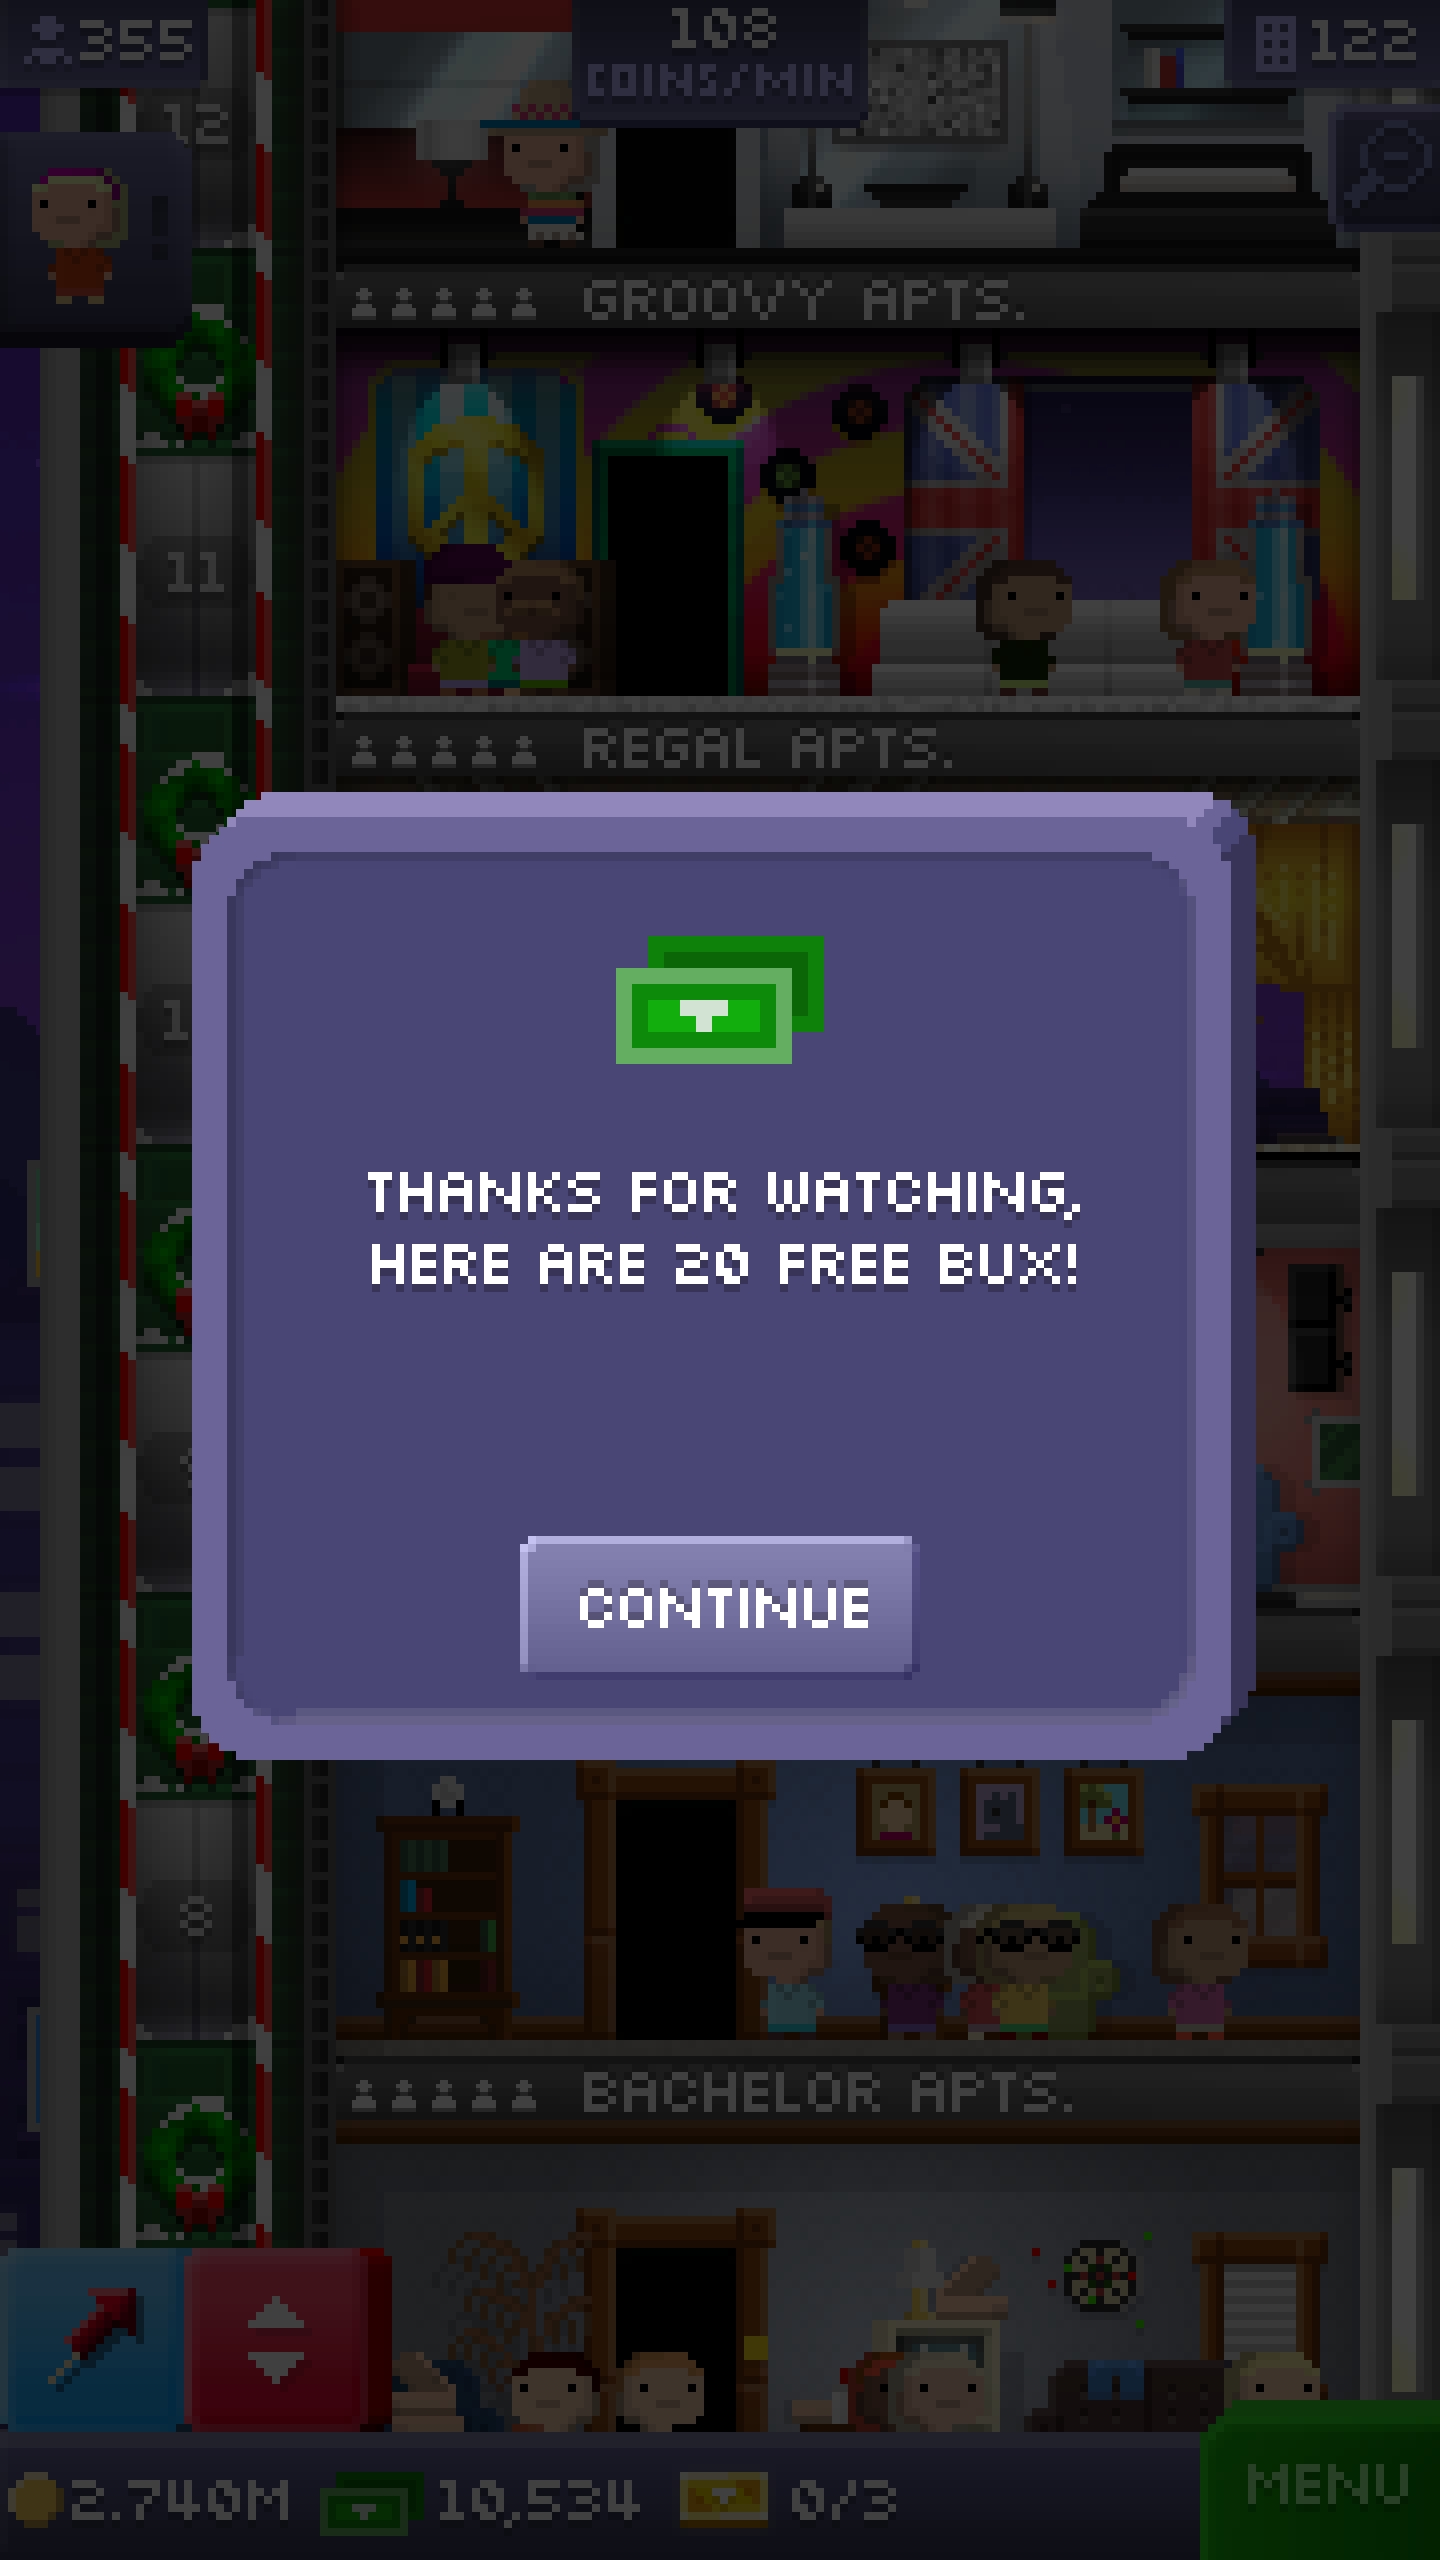 355
108
COINS/MIN
122
12
GROOVY APTS.
11
REGAL APTS.
THANKS FOR WATCHING,
HERE ARE 20 FREE BUX!
CONTINUE
8
BACHELOR APTS.
2.740M
10,534
0/3
MENU